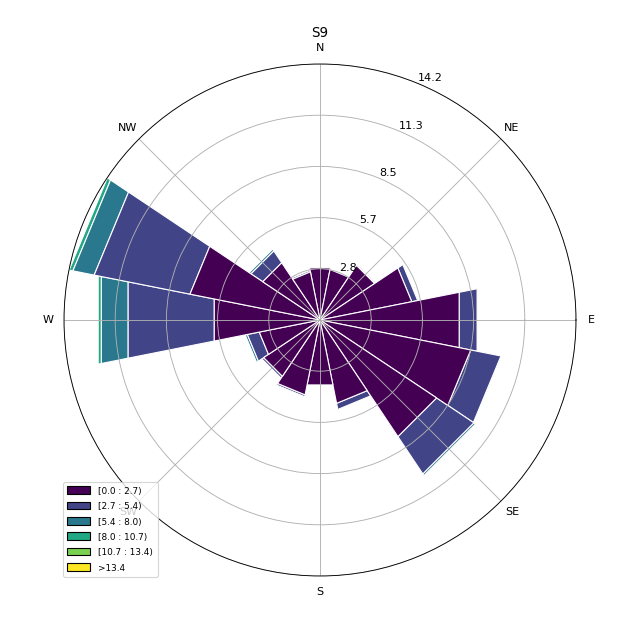 S9
N
14.2
NW
NE
11.3
8.5
5.7
2.8
W
E
[0.0 : 2.7)
[2.7 : 5.4)
SW
SE
[5.4 : 8.0)
[8.0 : 10.7)
[10.7 : 13.4)
>13.4
S